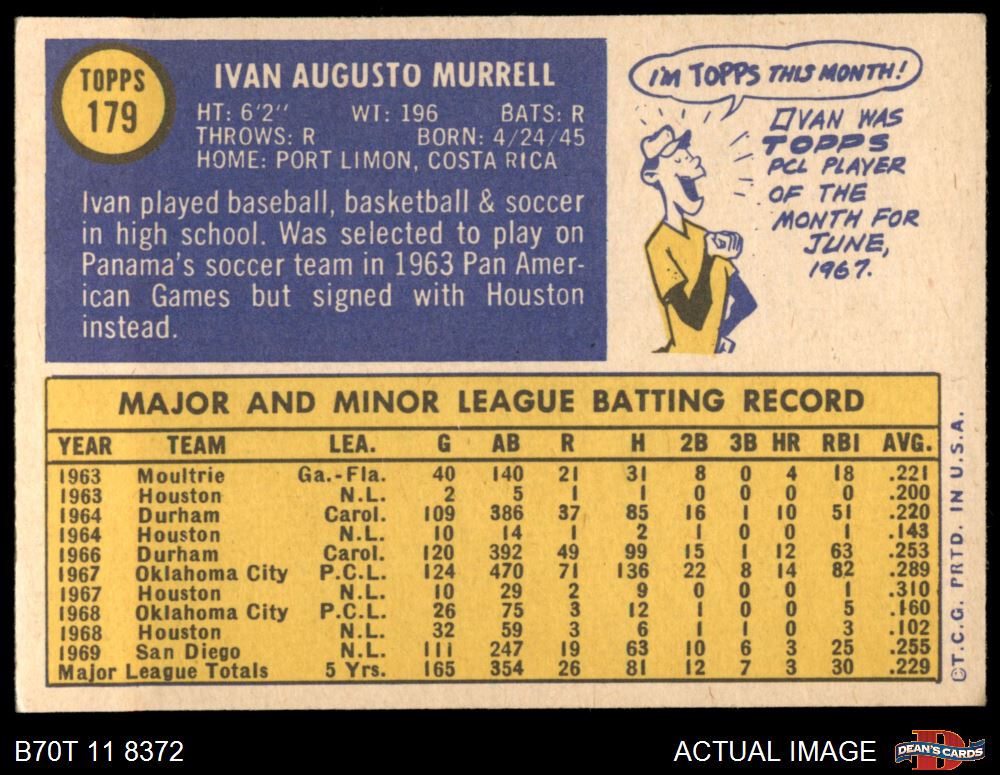 TOPPS
179
IVAN AUGUSTO MURRELL
HT: 6'2" WT: 196 BATS: R
THROWS: R BORN: 4/24/45
HOME: PORT LIMON, COSTA RICA
Ivan played baseball, basketball & soccer
in high school. Was selected to play on
Panama's soccer team in 1963 Pan Amer-
ican Games but signed with Houston
instead.
I'M TOPPS THIS MONTH!
IVAN WAS
TOPPS
PCL PLAYER
OF THE
MONTH FOR
JUNE,
1967.
MAJOR AND MINOR LEAGUE BATTING RECORD
YEAR TEAM LEA. G AB R H 2B 3B HR RBI AVG.
1963 Moultrie Ga.-Fla. 40 140 21 31 8 0 4 18 .221
1963 Houston N.L. 2 5 1 1 0 0 0 0 .200
1964 Durham Carol. 109 386 37 85 16 1 10 51 .220
1964 Houston N.L. 10 14 1 2 1 0 0 1 .143
1966 Durham Carol. 120 392 49 99 15 1 12 63 .253
1967 Oklahoma City P.C.L. 124 470 71 136 22 8 14 82 .289
1967 Houston N.L. 10 29 2 9 0 0 0 1 .310
1968 Oklahoma City P.C.L. 26 75 3 12 1 0 0 5 .160
1968 Houston N.L. 32 59 3 6 1 1 0 3 .102
1969 San Diego N.L. 111 247 19 63 10 6 3 25 .255
Major League Totals 5 Yrs. 165 354 26 81 12 7 3 30 .229
©T.C.G. PRTD. IN U.S.A.
B70T 11 8372
ACTUAL IMAGE
DEAN'S CARDS